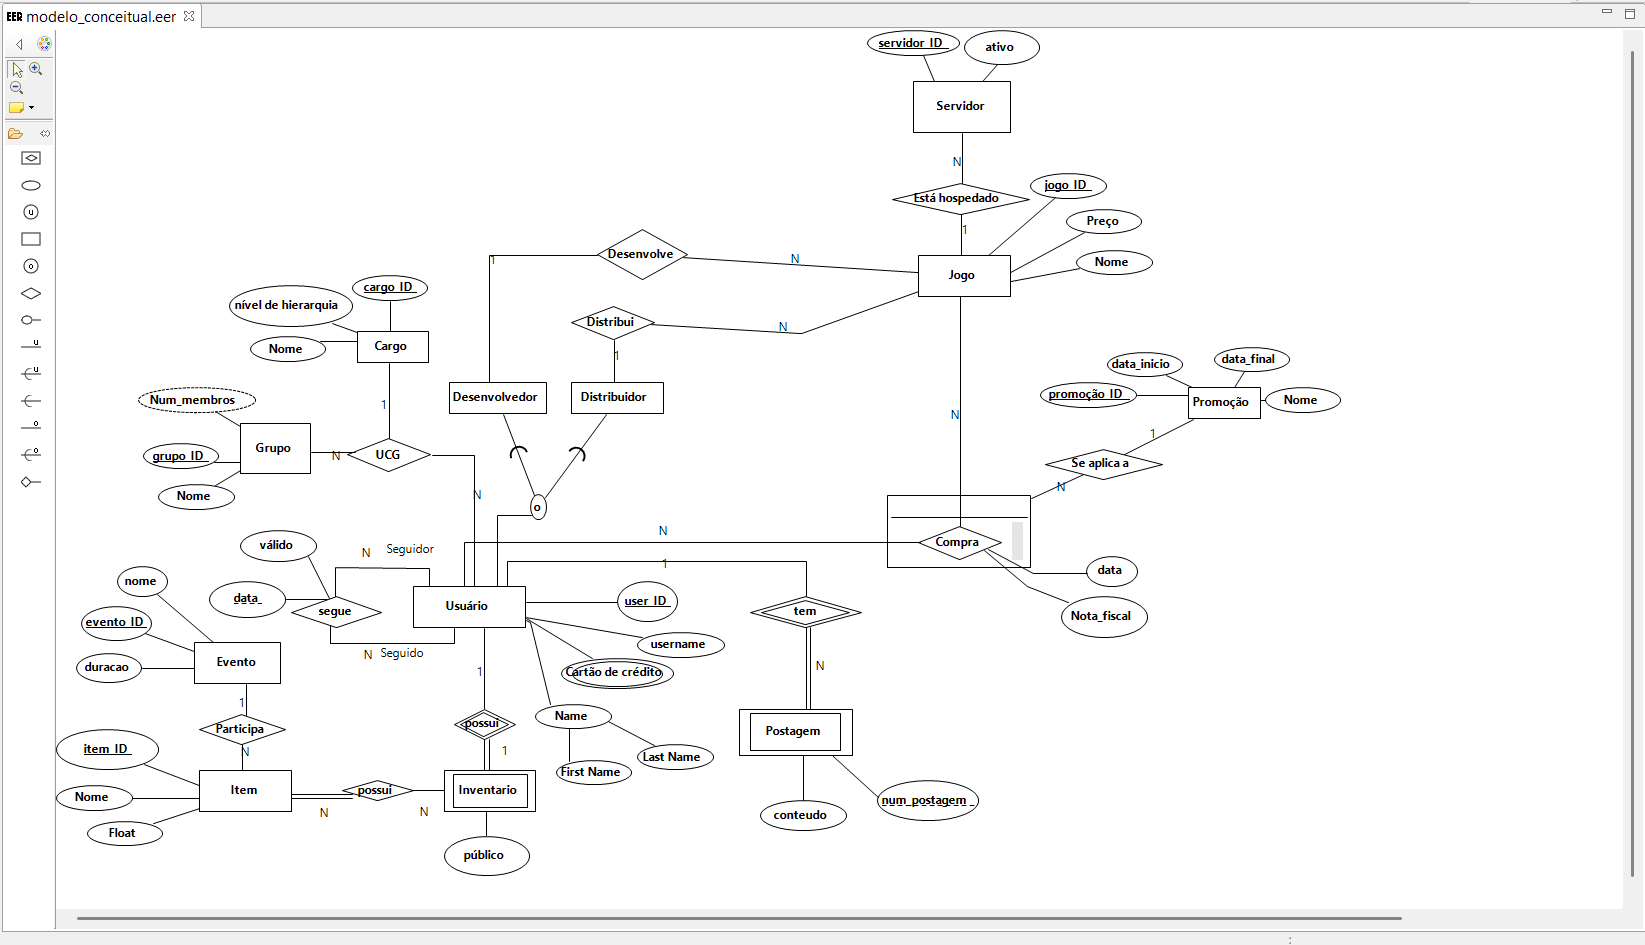 EER modelo_conceitual.eer
servidor_ID
ativo
Servidor
N
Está hospedado
jogo_ID
1
Preço
Desenvolve
1
N
Nome
Jogo
cargo_ID
nível de hierarquia
Distribui
N
Nome
Cargo
1
data_inicio
data_final
Num_membros
1
Desenvolvedor
Distribuidor
promoção_ID
Promoção
Nome
N
1
Grupo
grupo_ID
N
UCG
Se aplica a
Nome
N
N
o
N
Compra
válido
N
Seguidor
1
data
nome
data_
segue
Usuário
user_ID
tem
Nota_fiscal
evento_ID
username
N
Seguido
Evento
duracao
1
Cartão de crédito
N
1
Name
Participa
possui
Postagem
N
item_ID
1
Last Name
First Name
Item
possui
Inventario
Nome
N
N
num_postagem_
conteudo
Float
público